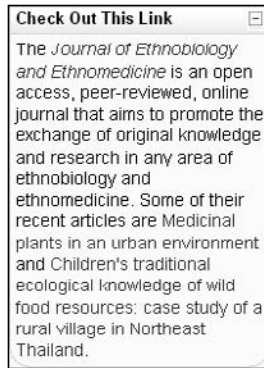 Check Out This Link
The Journal of Ethnobiology
and Ethnomedicine is an open
access, peer-reviewed, online
journal that aims to promote the
exchange of original knowledge
and research in any area of
ethnobiology and
ethnomedicine. Some of their
recent articles are Medicinal
plants in an urban environment
and Children's traditional
ecological knowledge of wild
food resources: case study of a
rural village in Northeast
Thailand.